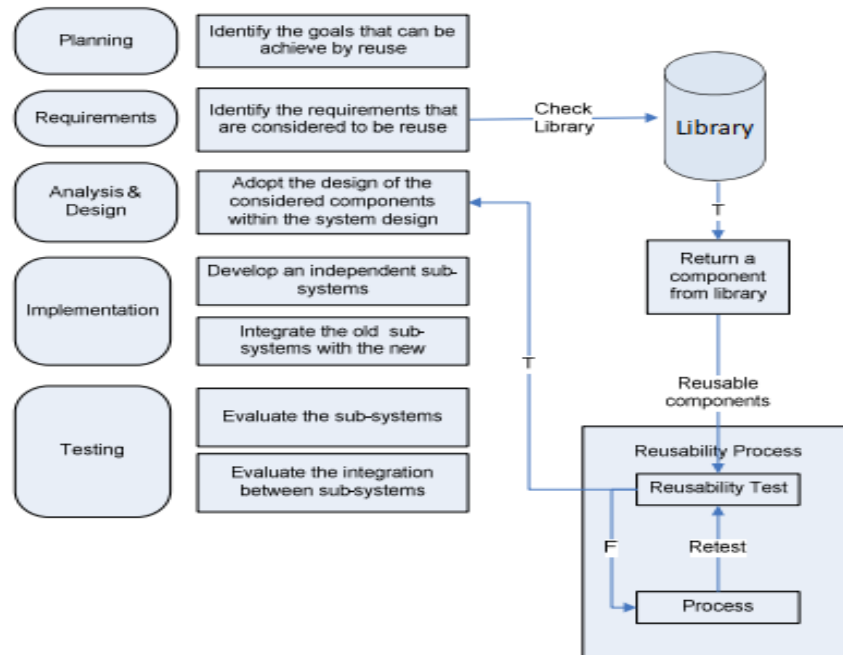 Planning
Identify the goals that can be
achieve by reuse
Requirements
Identify the requirements that
are considered to be reuse
Check
Library
Library
Analysis &
Design
Adopt the design of the
considered components
within the system design
T
Return a
component
from library
Implementation
Develop an independent sub-
systems
Integrate the old sub-
systems with the new
T
Reusable
components
Testing
Evaluate the sub-systems
Evaluate the integration
between sub-systems
Reusability Process
Reusability Test
F
Retest
Process